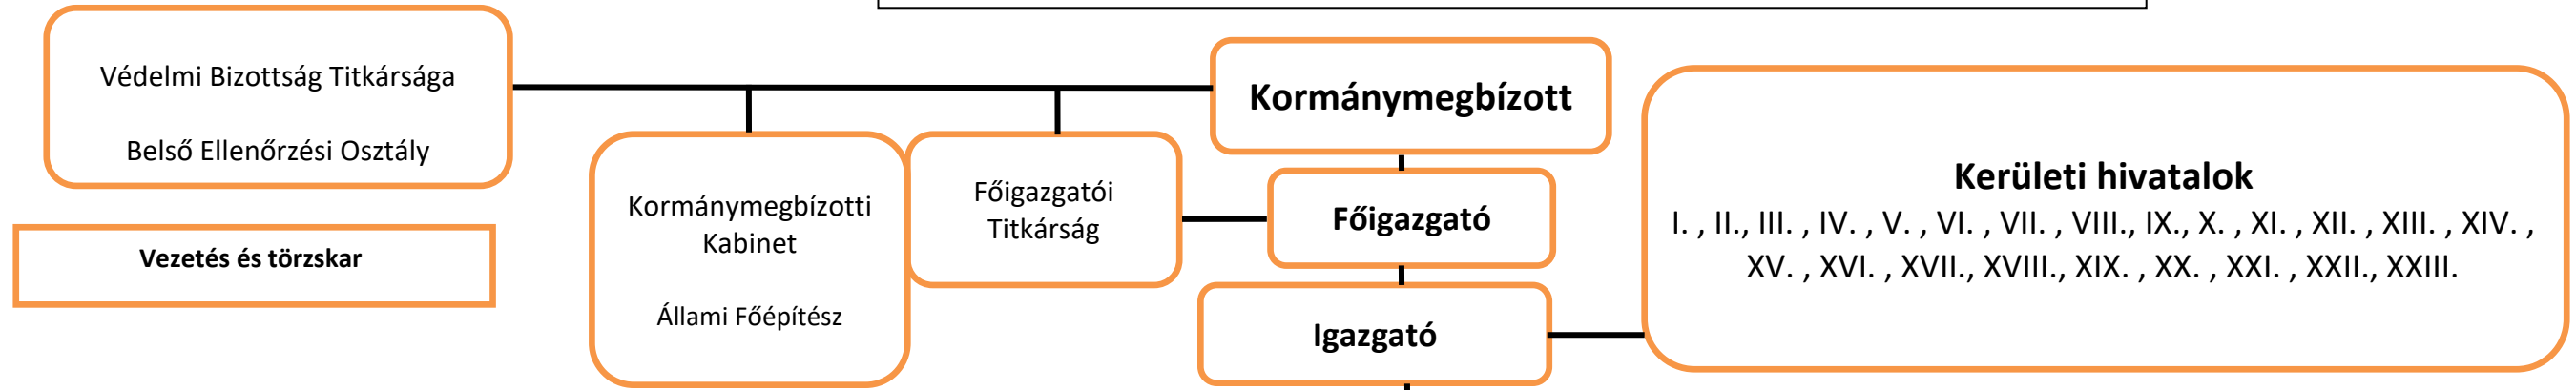 Védelmi Bizottság Titkársága
Belső Ellenőrzési Osztály
Vezetés és törzskar
Kormánymegbízotti
Kabinet
Állami Főépítész
Főigazgatói
Titkárság
Kormánymegbízott
Főigazgató
Igazgató
Kerületi hivatalok
I. , II., III. , IV. , V. , VI. , VII. , VIII., IX., X. , XI. , XII. , XIII. , XIV. ,
XV. , XVI. , XVII., XVIII., XIX. , XX. , XXI. , XXII., XXIII.